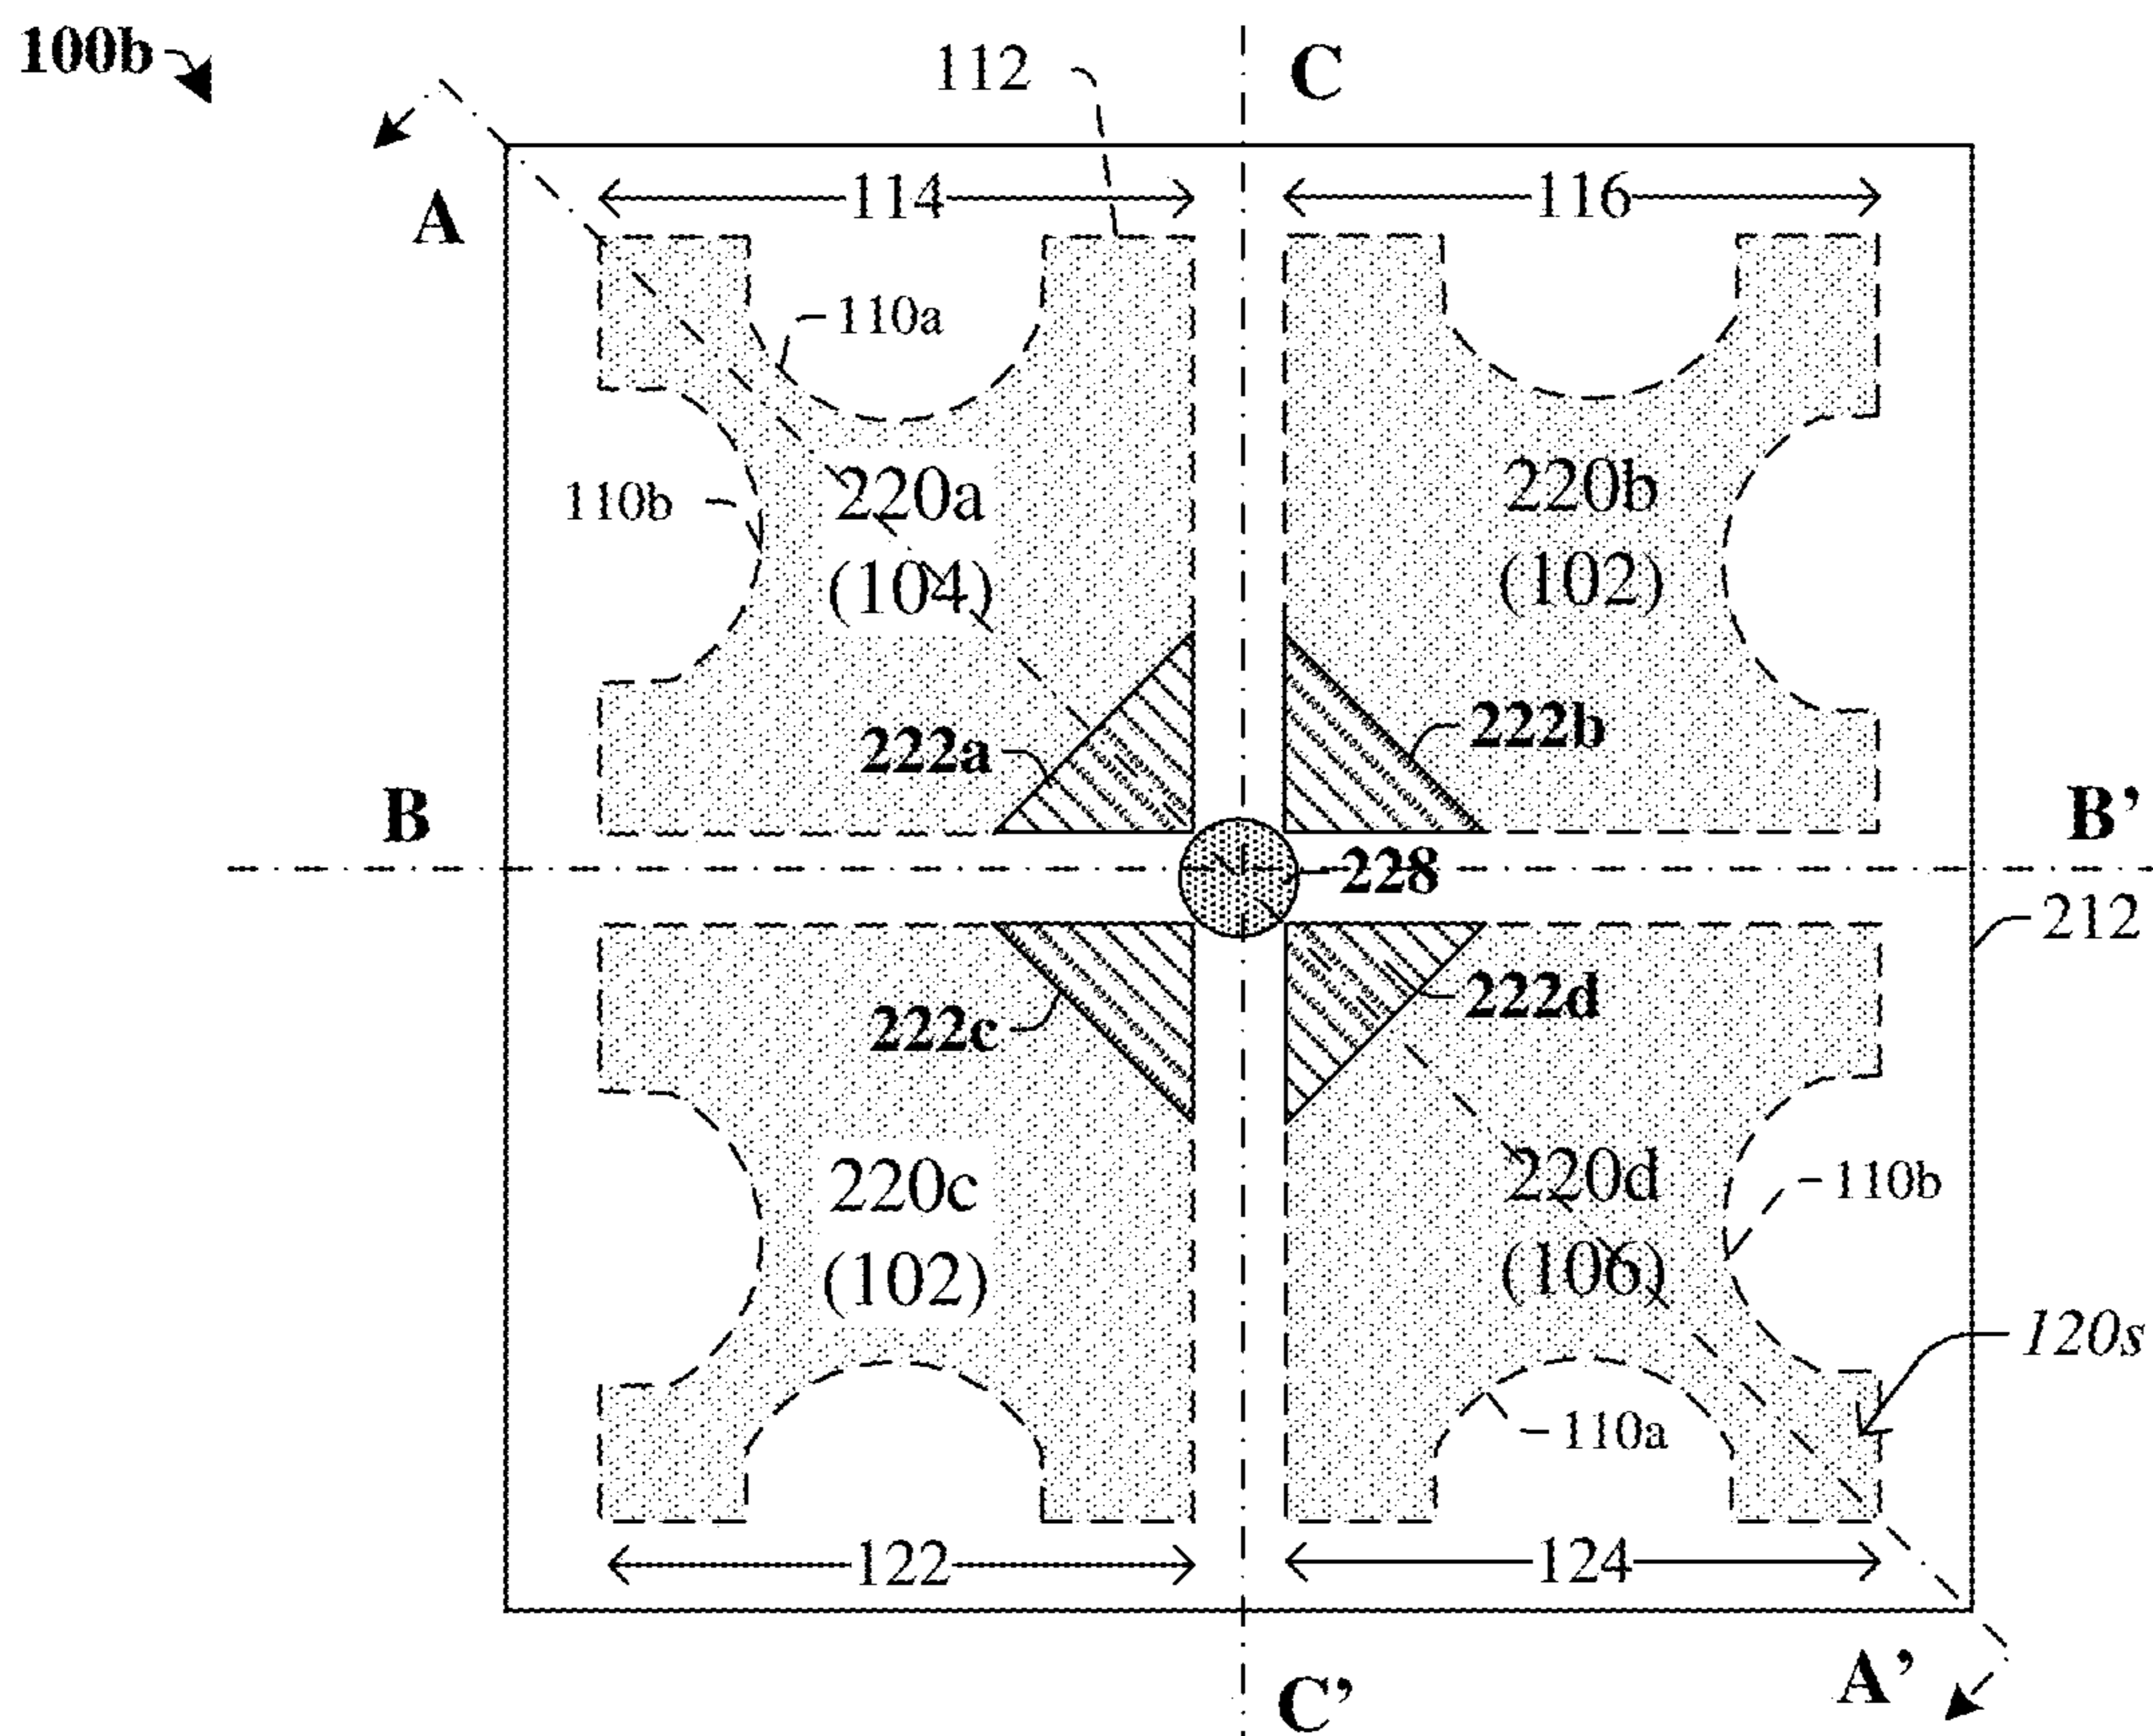 100b
112
C
A
114
116
110a
110b
220a
(104)
220b
(102)
222a
222b
B
B’
228
212
222c
222d
220c
(102)
220d
(106)
110b
120s
110a
122
124
C’
A’